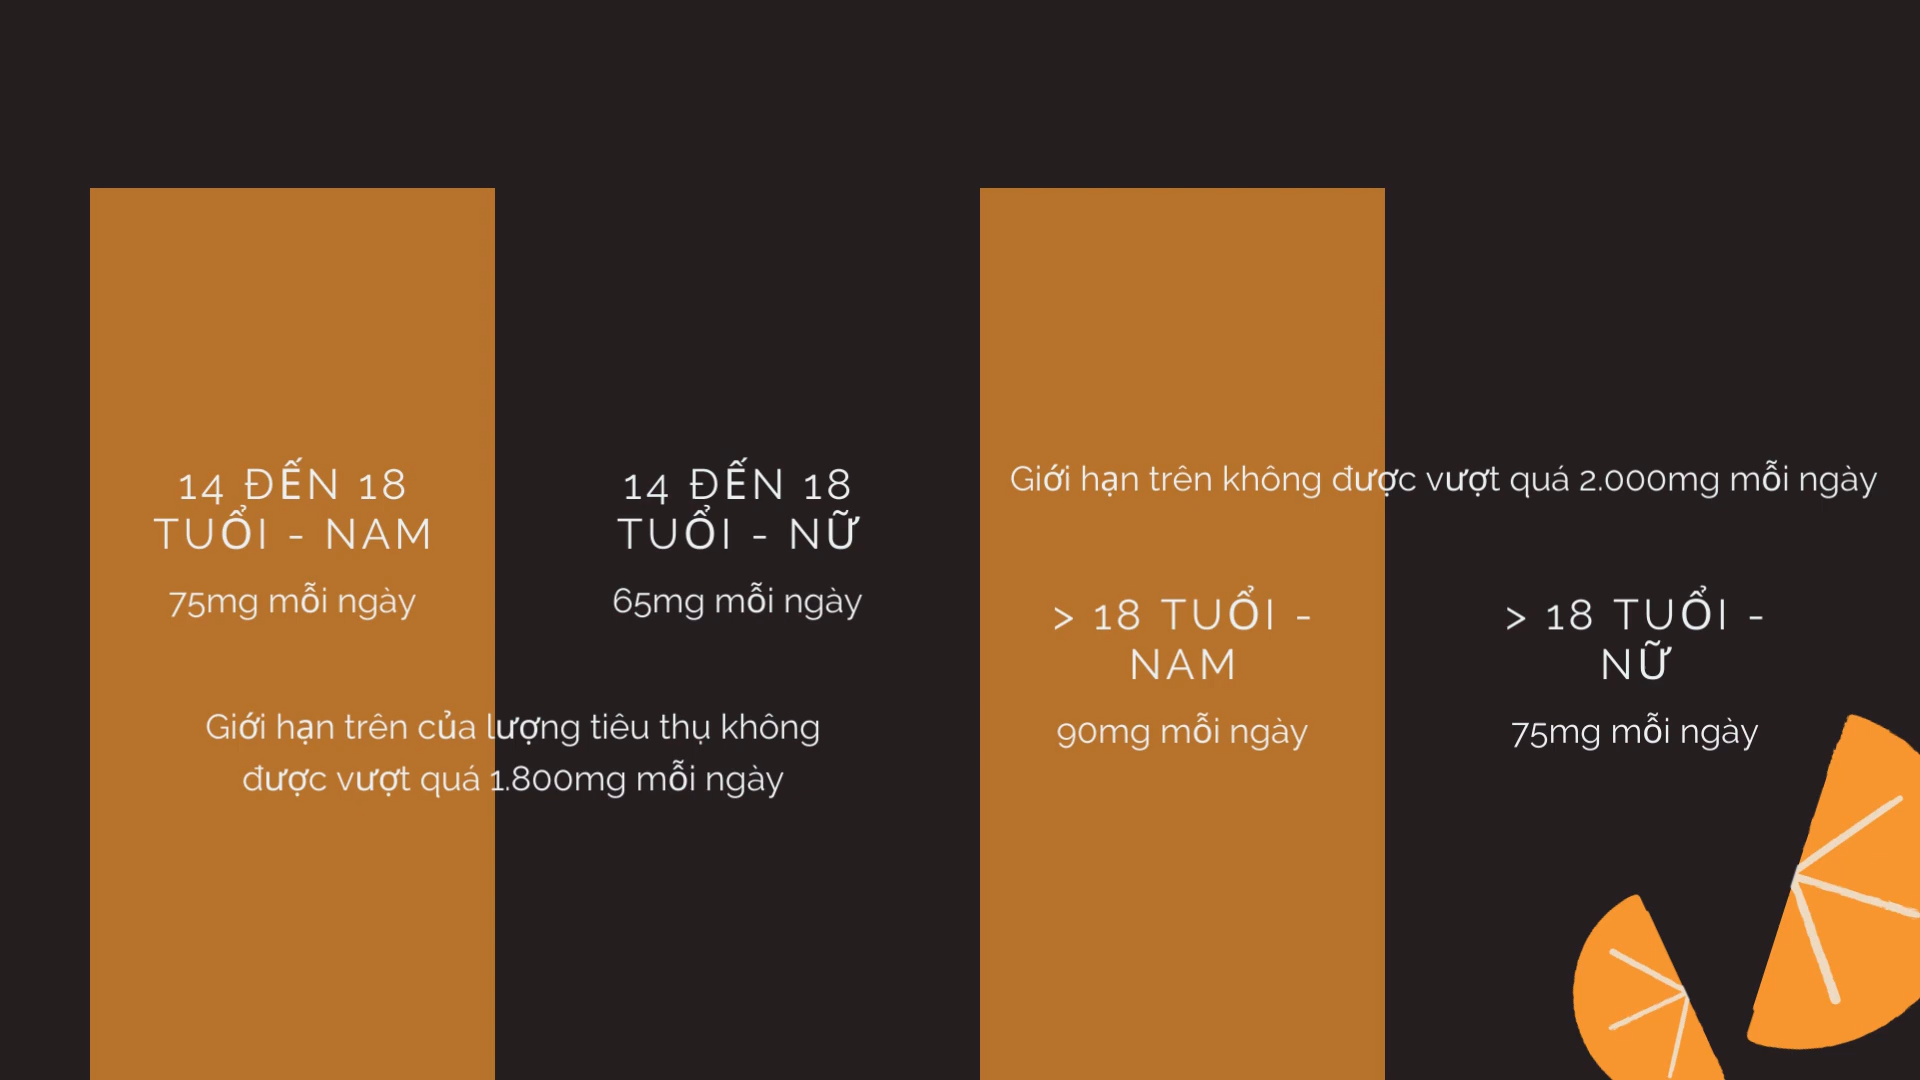 14 ĐẾN 18
TUỔI - NAM
75mg mỗi ngày
14 ĐẾN 18
TUỔI - NỮ
65mg mỗi ngày
Giới hạn trên của lượng tiêu thụ không
được vượt quá 1.800mg mỗi ngày
Giới hạn trên không được vượt quá 2.000mg mỗi ngày
> 18 TUỔI -
NAM
90mg mỗi ngày
> 18 TUỔI -
NỮ
75mg mỗi ngày